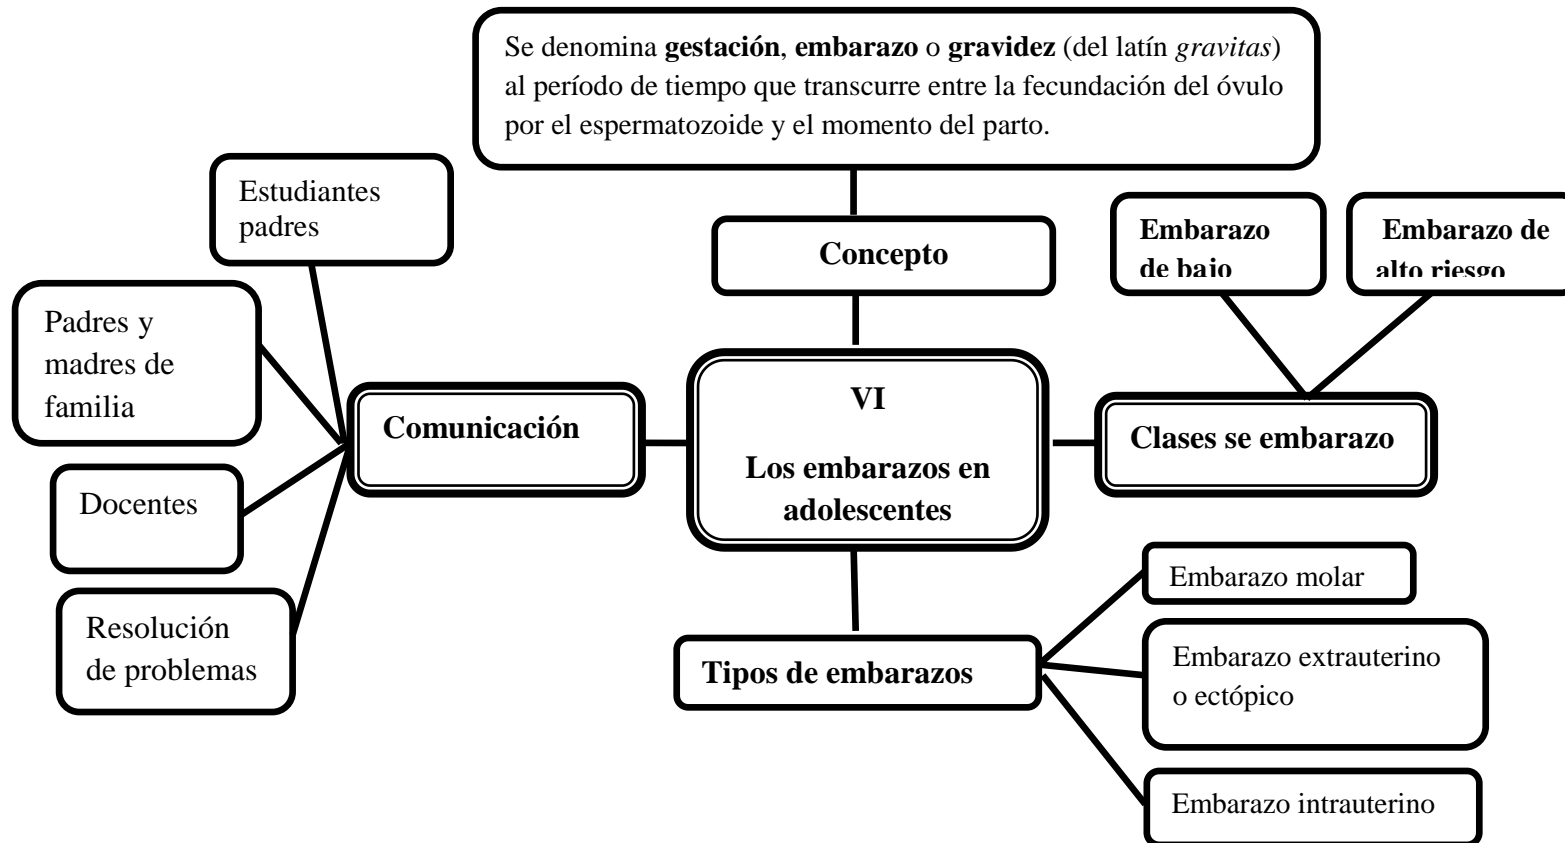 Se denomina gestación, embarazo o gravidez (del latín gravitas)
al período de tiempo que transcurre entre la fecundación del óvulo
por el espermatozoide y el momento del parto.
Estudiantes
padres
Concepto
Embarazo
de bajo
Embarazo de
alto riesgo
Padres y
madres de
familia
Comunicación
VI
Los embarazos en
adolescentes
Clases se embarazo
Docentes
Resolución
de problemas
Tipos de embarazos
Embarazo molar
Embarazo extrauterino
o ectópico
Embarazo intrauterino